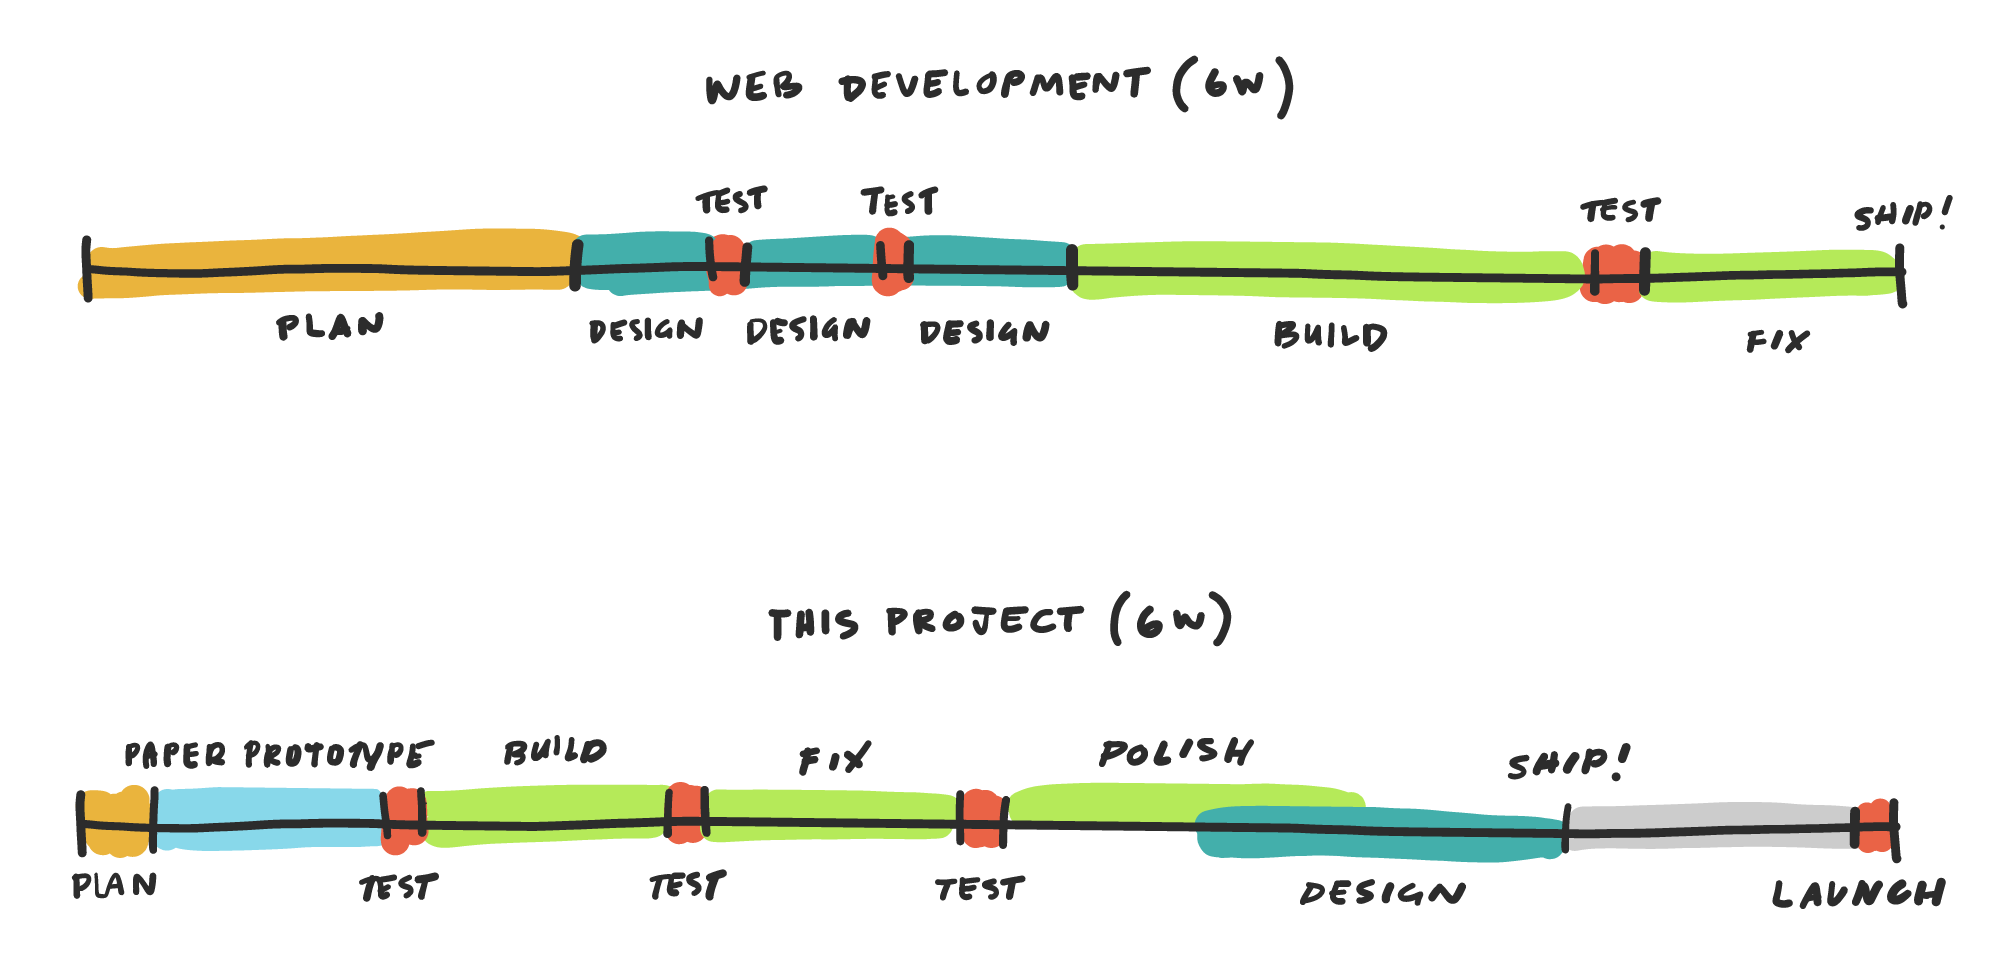 WEB DEVELOPMENT (6W)
TEST TEST TEST SHIP!
PLAN DESIGN DESIGN DESIGN BUILD FIX
THIS PROJECT (6W)
PAPER PROTOTYPE BUILD FIX POLISH SHIP!
PLAN TEST TEST TEST DESIGN LAUNCH